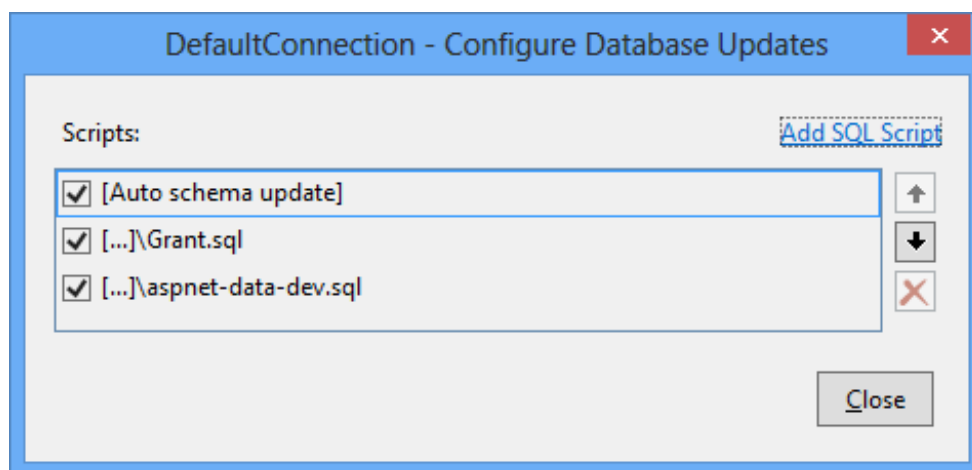 DefaultConnection - Configure Database Updates
Scripts:
Add SQL Script
[Auto schema update]
[...]\Grant.sql
[...]\aspnet-data-dev.sql
Close